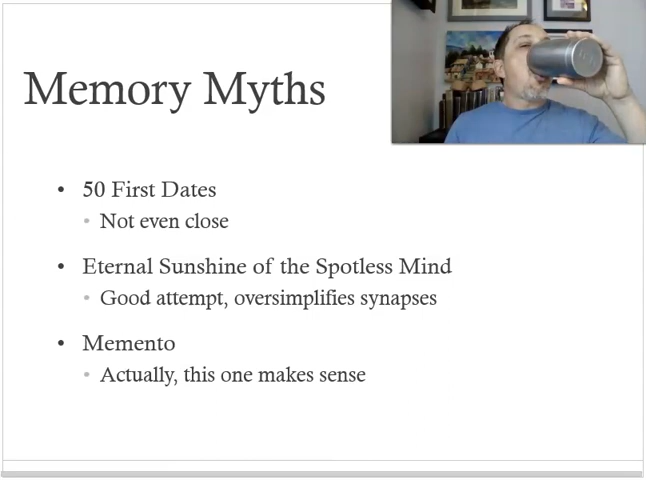 Memory Myths
• 50 First Dates
• Not even close
• Eternal Sunshine of the Spotless Mind
• Good attempt, oversimplifies synapses
• Memento
• Actually, this one makes sense